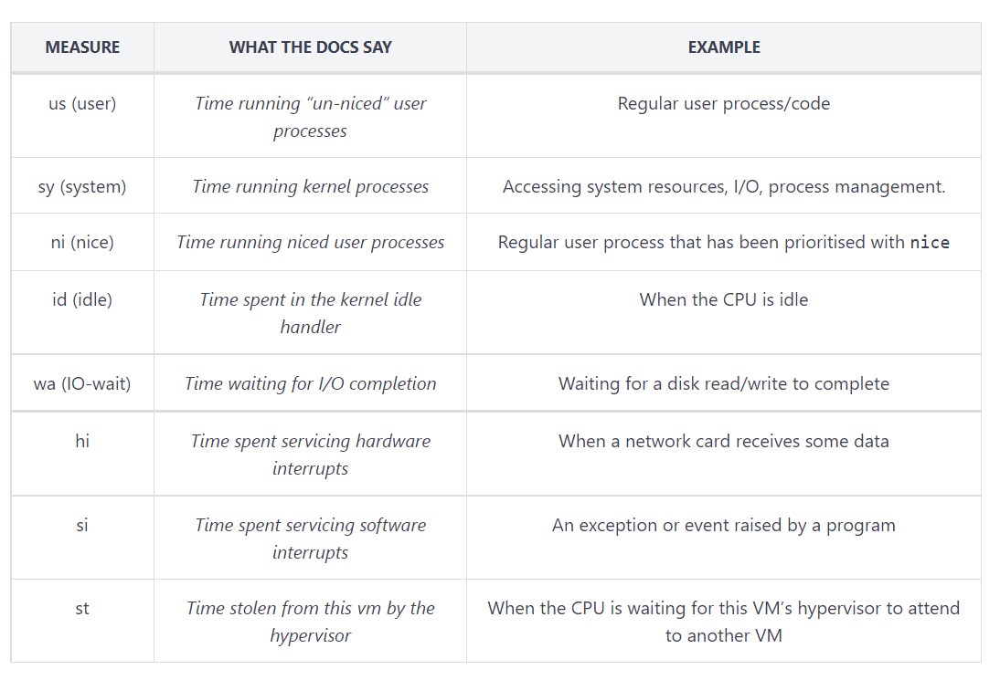 MEASURE WHAT THE DOCS SAY EXAMPLE
us (user) Time running “un-niced” user Regular user process/code
processes
sy (system) Time running kernel processes Accessing system resources, I/O, process management.
ni (nice) Time running niced user processes Regular user process that has been prioritised with nice
id (idle) Time spent in the kernel idle When the CPU is idle
handler
wa (IO-wait) Time waiting for I/O completion Waiting for a disk read/write to complete
hi Time spent servicing hardware When a network card receives some data
interrupts
si Time spent servicing software An exception or event raised by a program
interrupts
st Time stolen from this vm by the When the CPU is waiting for this VM’s hypervisor to attend
hypervisor to another VM